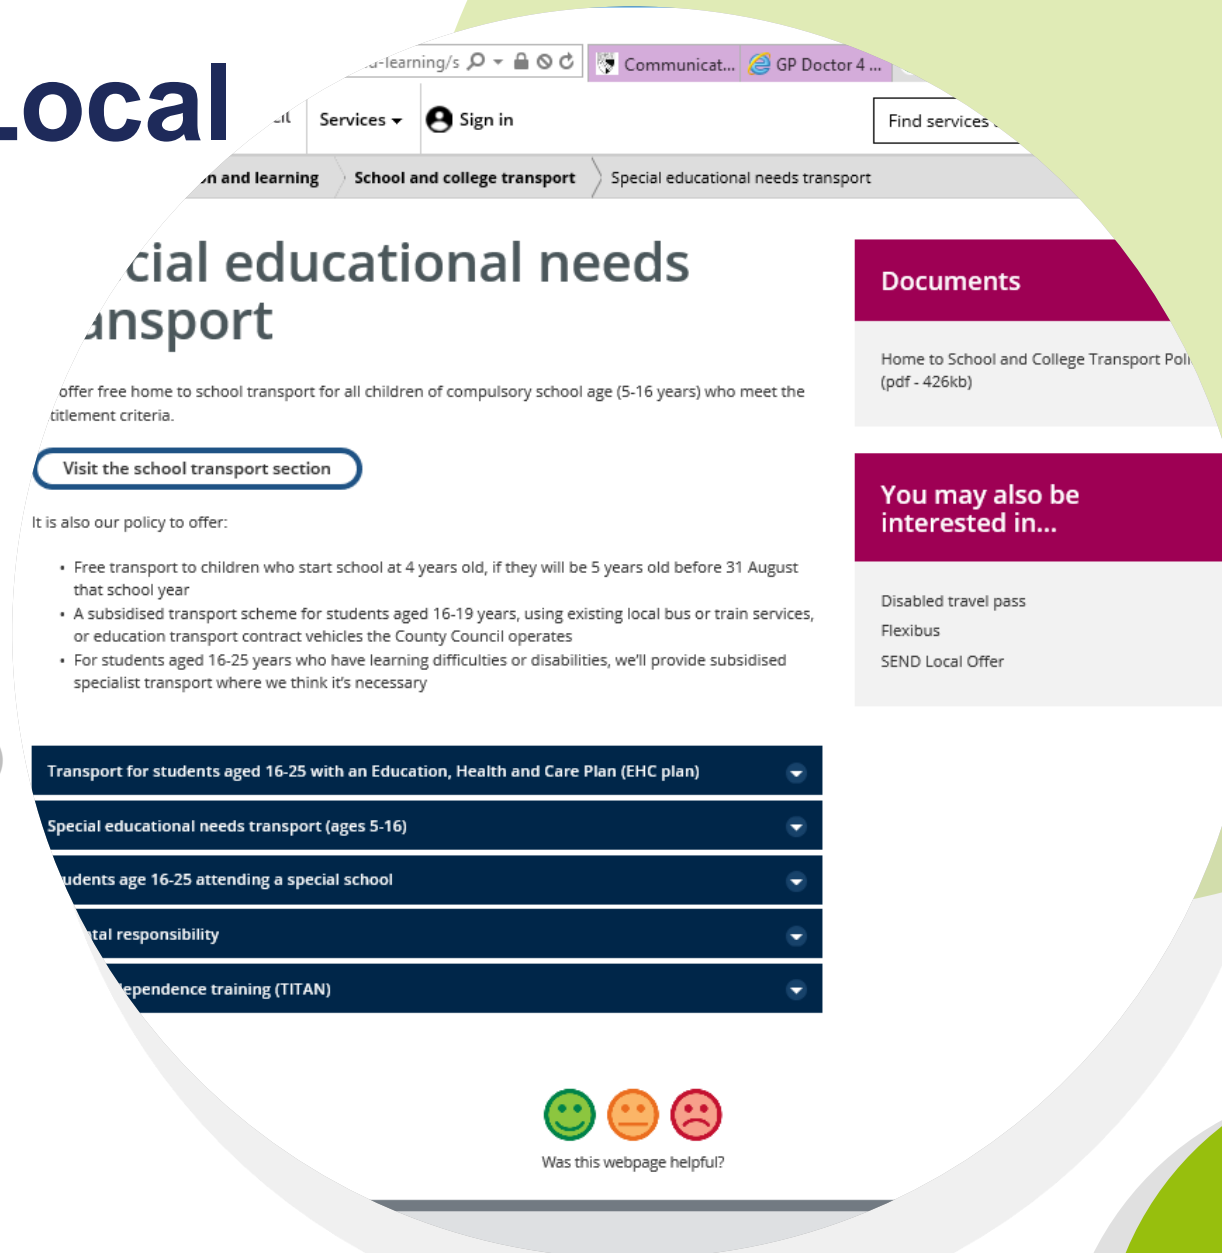 Local
Communicat...
GP Doctor 4 ...
Services
Sign in
Find services
and learning
School and college transport
Special educational needs transport
educational needs
Documents
Home to School and College Transport
(pdf - 426kb)
offer free home to school transport for all children of compulsory school age (5-16 years) who meet the
criteria.
Visit the school transport section
You may also be
interested in...
It is also our policy to offer:
• Free transport to children who start school at 4 years old, if they will be 5 years old before 31 August
that school year
• A subsidised transport scheme for students aged 16-19 years, using existing local bus or train services,
or education transport contract vehicles the County Council operates
• For students aged 16-25 years who have learning difficulties or disabilities, we'll provide subsidised
specialist transport where we think it's necessary
Disabled travel pass
Flexibus
SEND Local Offer
Transport for students aged 16-25 with an Education, Health and Care Plan (EHC plan)
Special educational needs transport (ages 5-16)
age 16-25 attending a special school
responsibility
training (TITAN)
Was this webpage helpful?